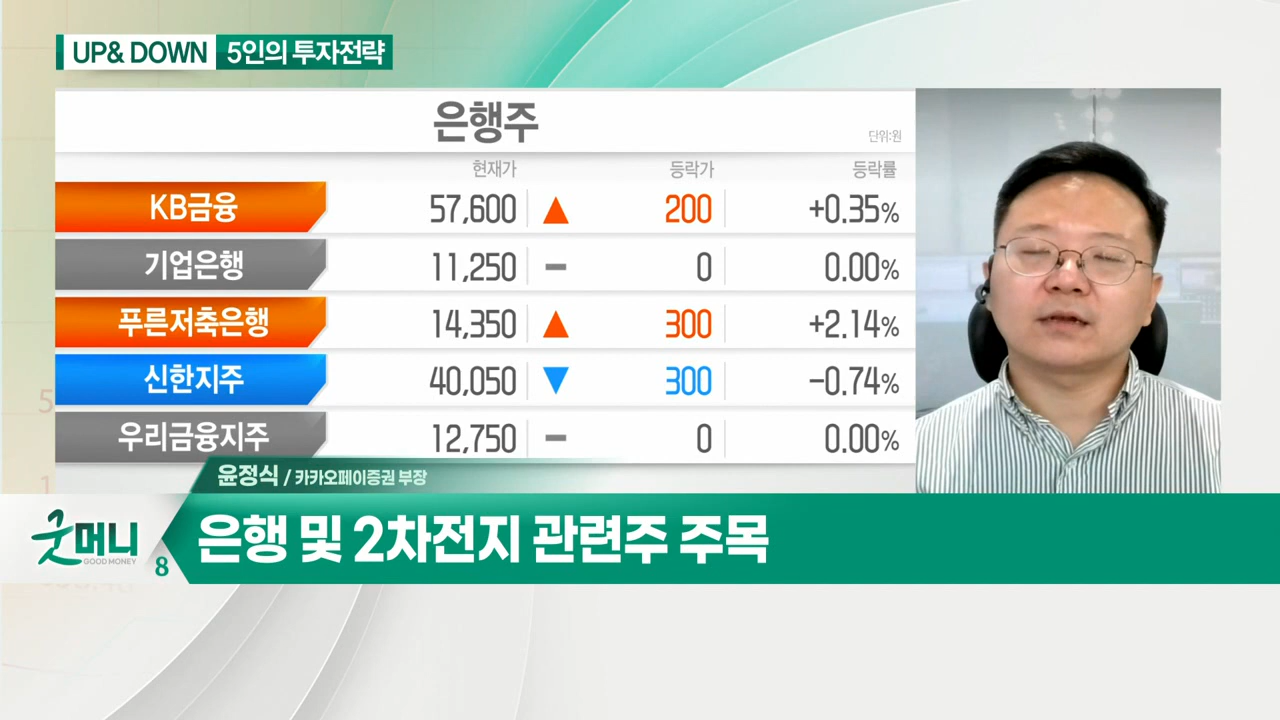 UP& DOWN 5인의 투자전략
은행주
단위:원
현재가 등락가 등락률
KB금융 57,600 ▲ 200 +0.35%
기업은행 11,250 - 0 0.00%
푸른저축은행 14,350 ▲ 300 +2.14%
신한지주 40,050 ▼ 300 -0.74%
우리금융지주 12,750 - 0 0.00%
윤정식 / 카카오페이증권 부장
굿머니
GOOD MONEY
8
은행 및 2차전지 관련주 주목